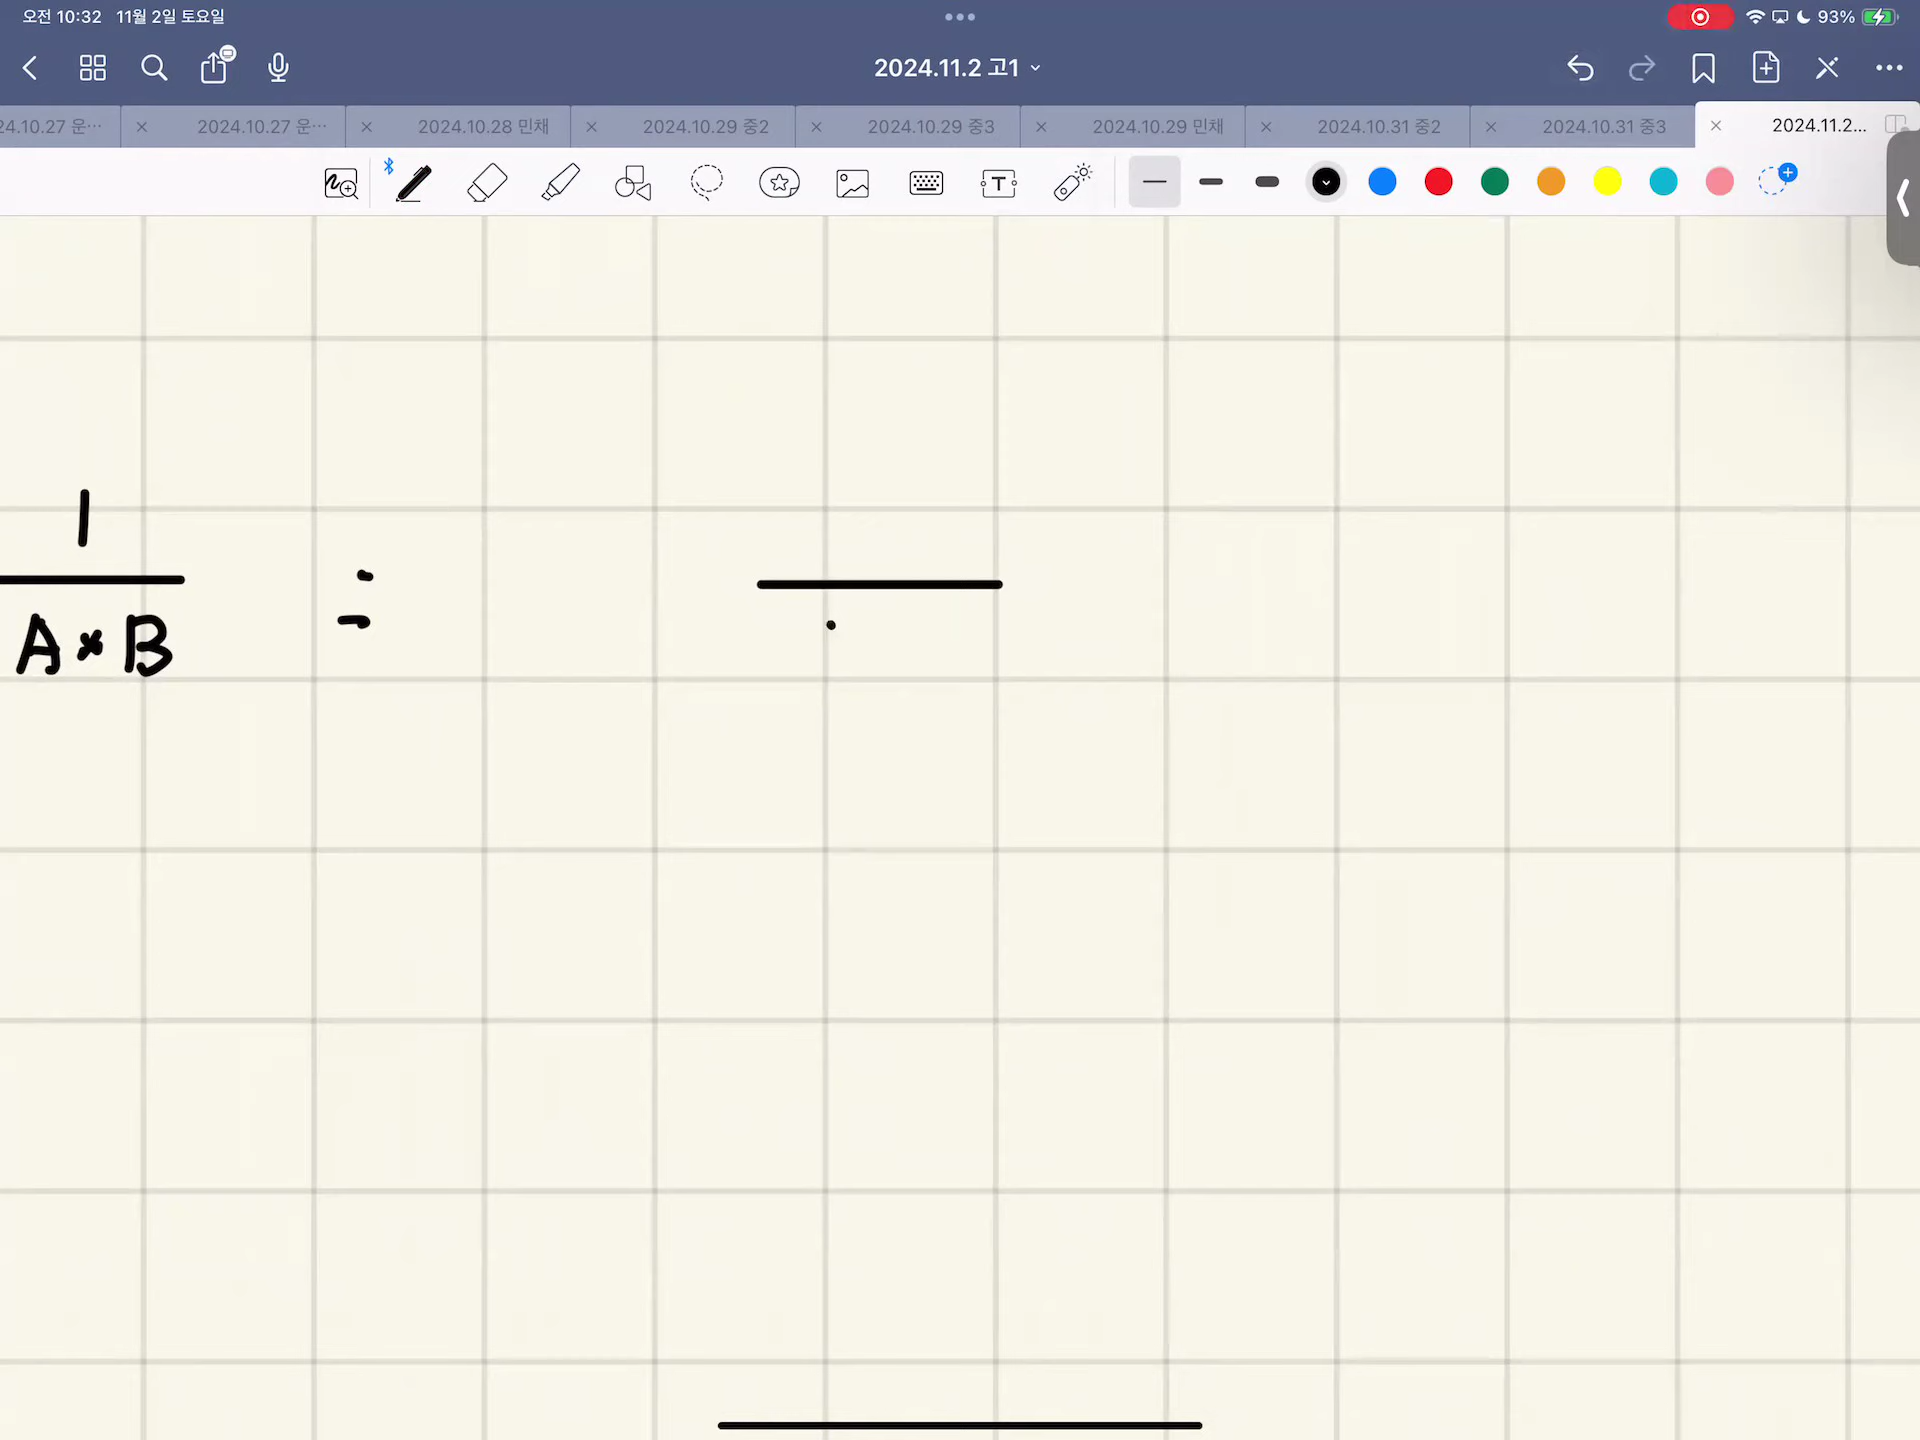 오전 10:32 11월 2일 토요일
93%
2024.11.2 고1
24.10.27 운···
2024.10.27 운···
2024.10.28 민채
2024.10.29 중2
2024.10.29 중3
2024.10.29 민채
2024.10.31 중2
2024.10.31 중3
2024.11.2...
T
1
A × B
=